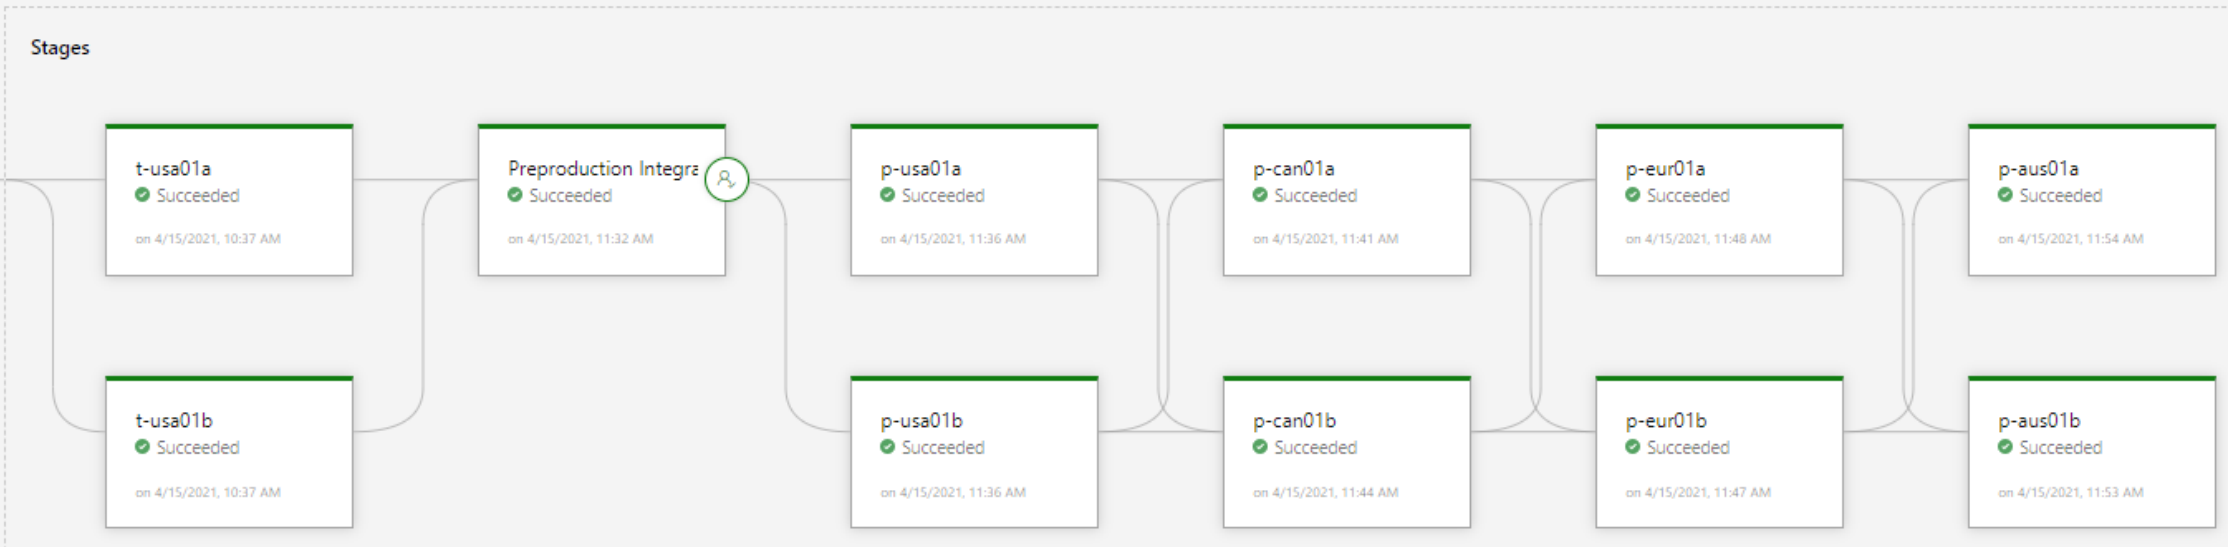 Stages
t-usa01a
Succeeded
on 4/15/2021, 10:37 AM
Preproduction Integra
Succeeded
on 4/15/2021, 11:32 AM
p-usa01a
Succeeded
on 4/15/2021, 11:36 AM
p-can01a
Succeeded
on 4/15/2021, 11:41 AM
p-eur01a
Succeeded
on 4/15/2021, 11:48 AM
p-aus01a
Succeeded
on 4/15/2021, 11:54 AM
t-usa01b
Succeeded
on 4/15/2021, 10:37 AM
p-usa01b
Succeeded
on 4/15/2021, 11:36 AM
p-can01b
Succeeded
on 4/15/2021, 11:44 AM
p-eur01b
Succeeded
on 4/15/2021, 11:47 AM
p-aus01b
Succeeded
on 4/15/2021, 11:53 AM